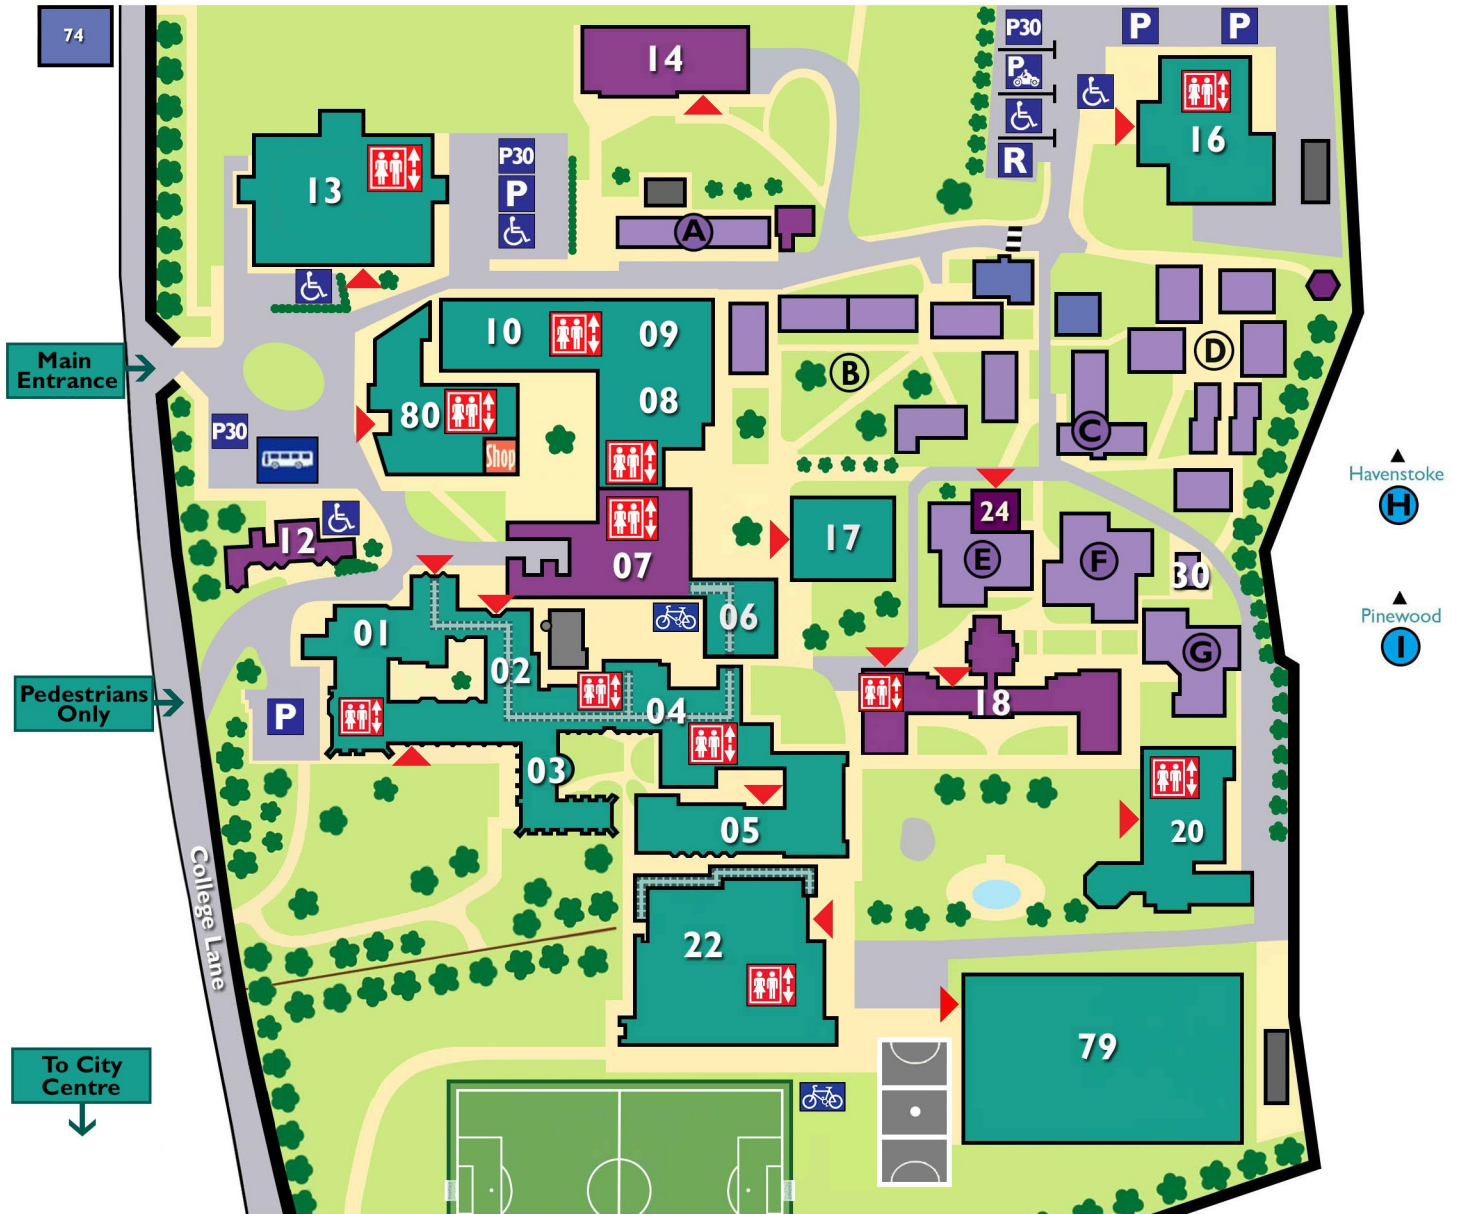 74
14
P30
P
P
P
R
16
13
P30
P
A
Main
Entrance
10
09
08
80
Shop
P30
B
C
D
Havenstoke
H
12
07
17
24
E
F
30
Pinewood
I
01
02
06
G
Pedestrians
Only
P
04
18
03
05
20
College Lane
22
79
To City
Centre